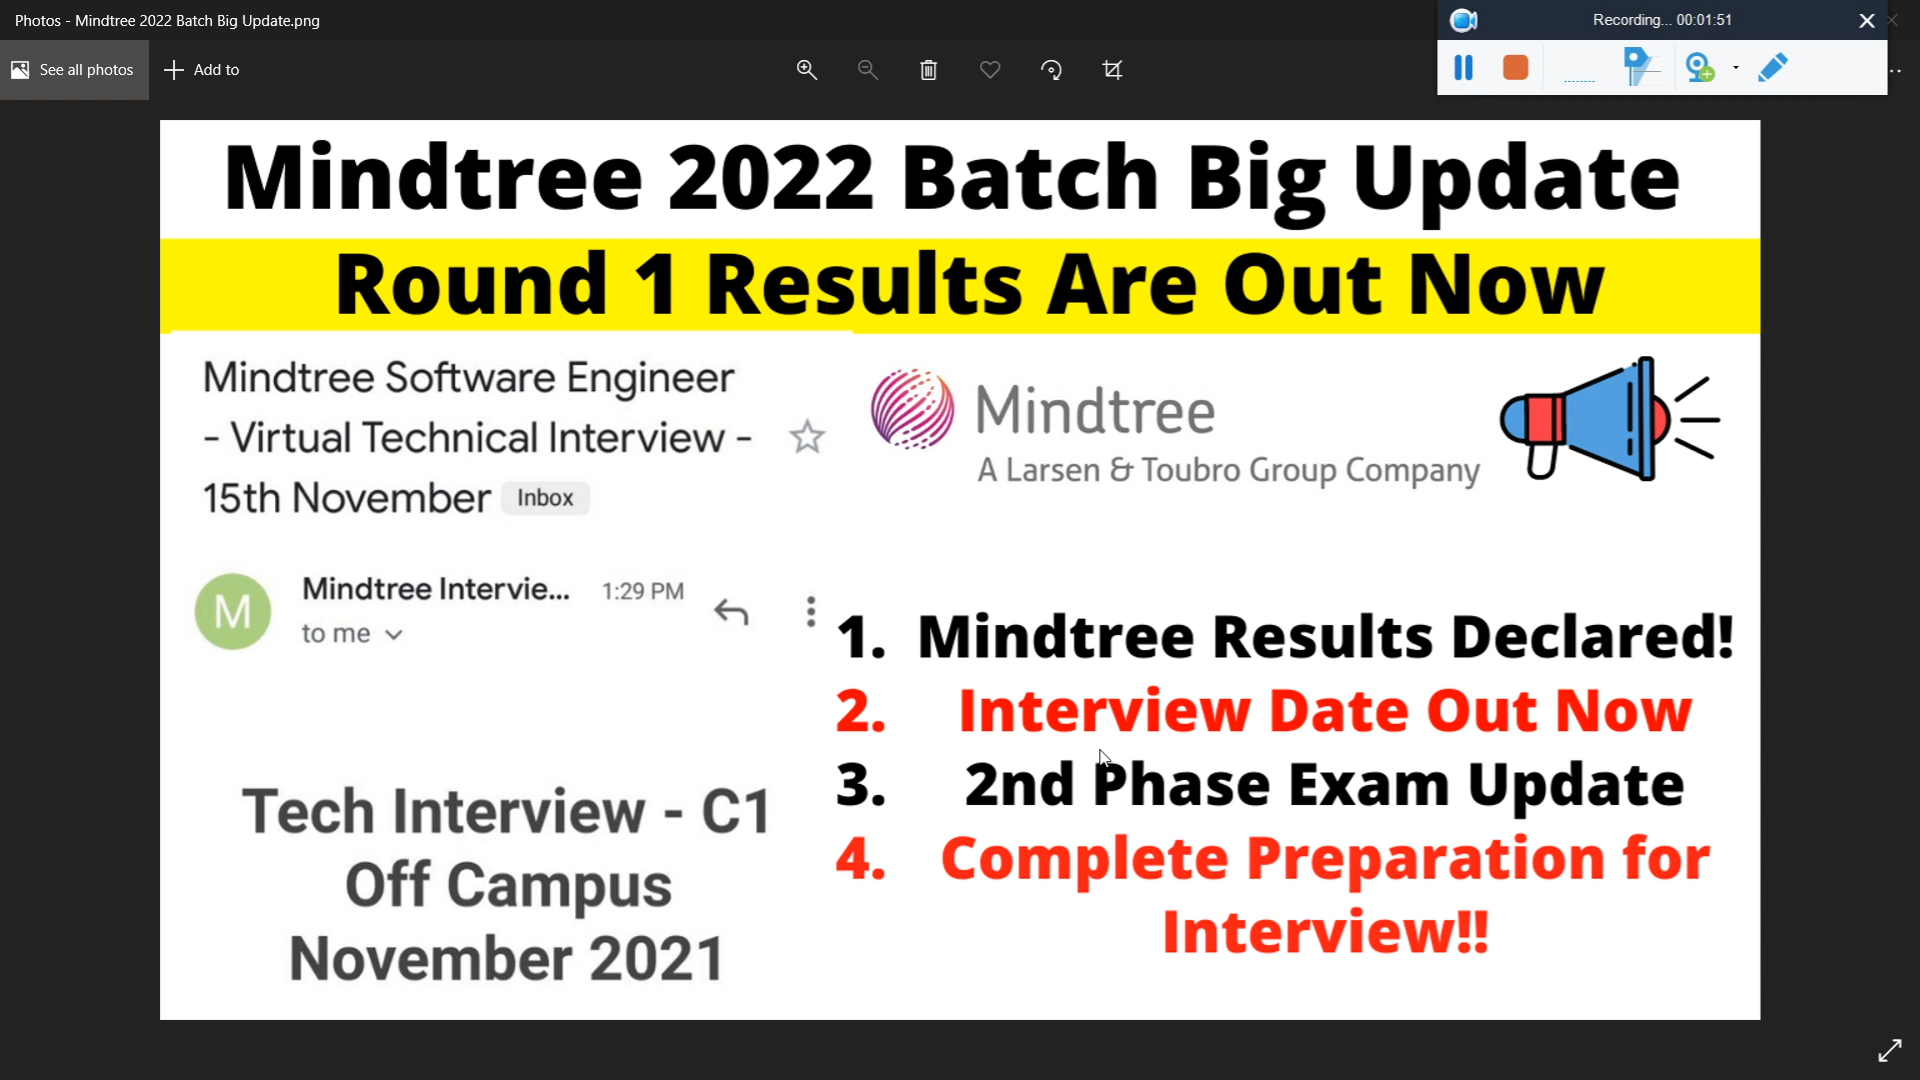 Photos - Mindtree 2022 Batch Big Update.png
Recording... 00:01:51
See all photos
Add to
Mindtree 2022 Batch Big Update
Round 1 Results Are Out Now
Mindtree Software Engineer
- Virtual Technical Interview -
15th November Inbox
Mindtree
A Larsen & Toubro Group Company
M
Mindtree Intervie... 1:29 PM
to me
Tech Interview - C1
Off Campus
November 2021
1. Mindtree Results Declared!
2. Interview Date Out Now
3. 2nd Phase Exam Update
4. Complete Preparation for
Interview!!